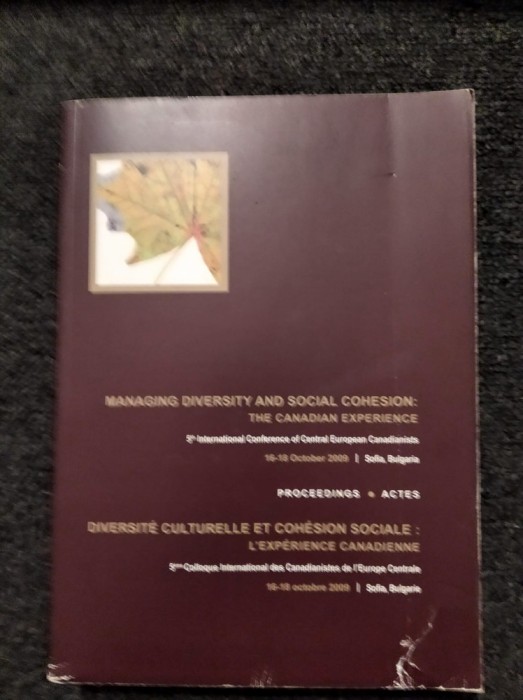 MANAGING DIVERSITY AND SOCIAL COHESION:
THE CANADIAN EXPERIENCE
5th International Conference of Central European Canadianists
16-18 October 2009 | Sofia, Bulgaria
PROCEEDINGS • ACTES
DIVERSITÉ CULTURELLE ET COHÉSION SOCIALE :
L'EXPÉRIENCE CANADIENNE
5ème Colloque International des Canadianistes de l'Europe Centrale
16-18 octobre 2009 | Sofia, Bulgarie